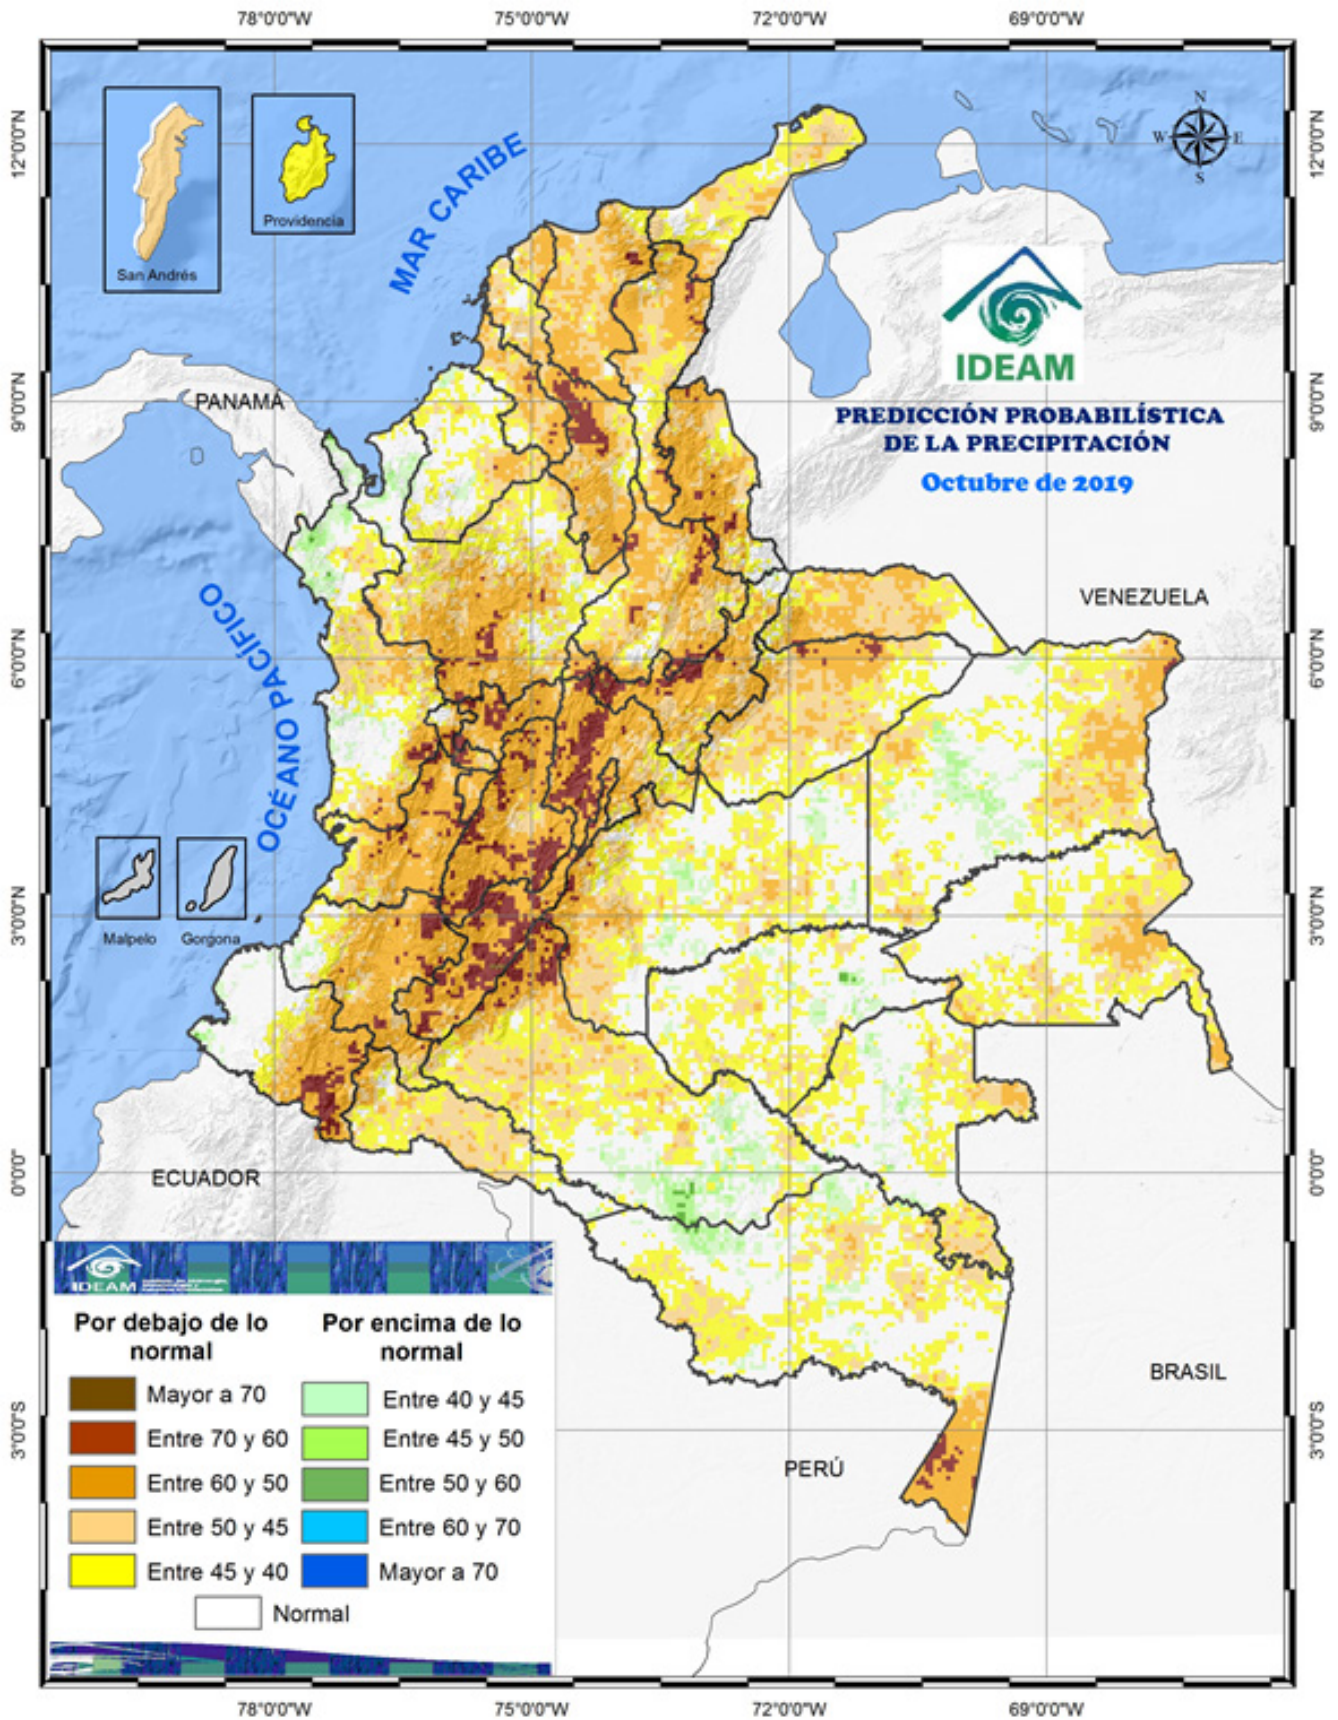 78°0'0"W
75°0'0"W
72°0'0"W
69°0'0"W
12°0'0"N
12°0'0"N
San Andrés
Providencia
MAR CARIBE
N
W
E
S
IDEAM
PREDICCIÓN PROBABILÍSTICA
DE LA PRECIPITACIÓN
Octubre de 2019
9°0'0"N
9°0'0"N
PANAMÁ
VENEZUELA
OCÉANO PACÍFICO
6°0'0"N
6°0'0"N
Malpelo
Gorgona
3°0'0"N
3°0'0"N
ECUADOR
0°0'0"
0°0'0"
BRASIL
PERÚ
3°0'0"S
3°0'0"S
IDEAM
Por debajo de lo
normal
Mayor a 70
Entre 70 y 60
Entre 60 y 50
Entre 50 y 45
Entre 45 y 40
Por encima de lo
normal
Entre 40 y 45
Entre 45 y 50
Entre 50 y 60
Entre 60 y 70
Mayor a 70
Normal
78°0'0"W
75°0'0"W
72°0'0"W
69°0'0"W